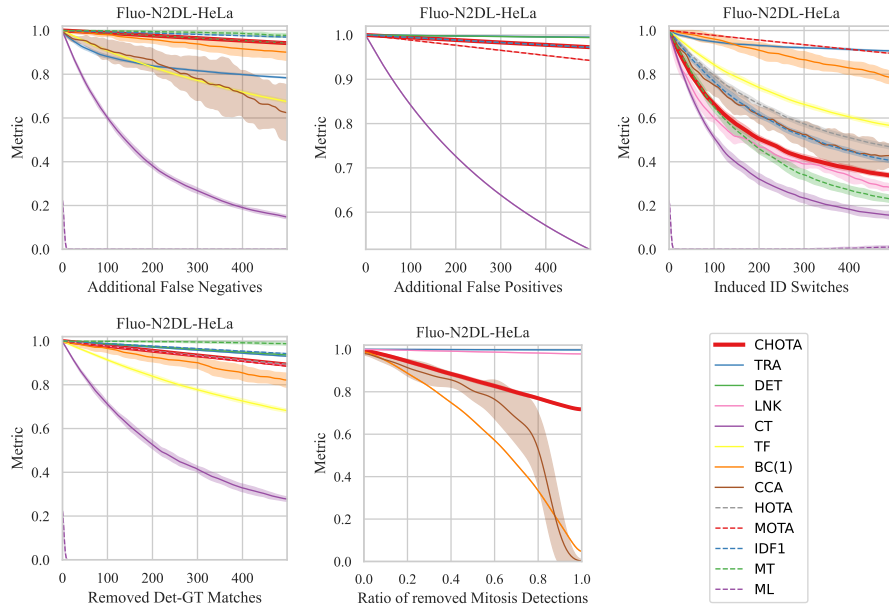 Fluo-N2DL-HeLa
Metric
1.0
0.8
0.6
0.4
0.2
0.0
0 100 200 300 400
Additional False Negatives
Fluo-N2DL-HeLa
Metric
1.0
0.9
0.8
0.7
0.6
0 100 200 300 400
Additional False Positives
Fluo-N2DL-HeLa
Metric
1.0
0.8
0.6
0.4
0.2
0.0
0 100 200 300 400
Induced ID Switches
Fluo-N2DL-HeLa
Metric
1.0
0.8
0.6
0.4
0.2
0.0
0 100 200 300 400
Removed Det-GT Matches
Fluo-N2DL-HeLa
Metric
1.0
0.8
0.6
0.4
0.2
0.0
0.0 0.2 0.4 0.6 0.8 1.0
Ratio of removed Mitosis Detections
CHOTA
TRA
DET
LNK
CT
TF
BC(1)
CCA
HOTA
MOTA
IDF1
MT
ML